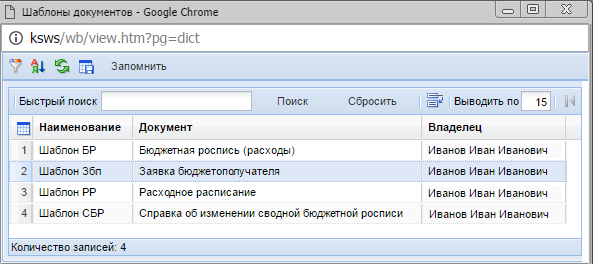 Шаблоны документов - Google Chrome
ksws/wb/view.htm?pg=dict
Запомнить
Быстрый поиск Поиск Сбросить Выводить по 15
Наименование Документ Владелец
1 Шаблон БР Бюджетная роспись (расходы) Иванов Иван Иванович
2 Шаблон Збп Заявка бюджетополучателя Иванов Иван Иванович
3 Шаблон РР Расходное расписание Иванов Иван Иванович
4 Шаблон СБР Справка об изменении сводной бюджетной росписи Иванов Иван Иванович
Количество записей: 4